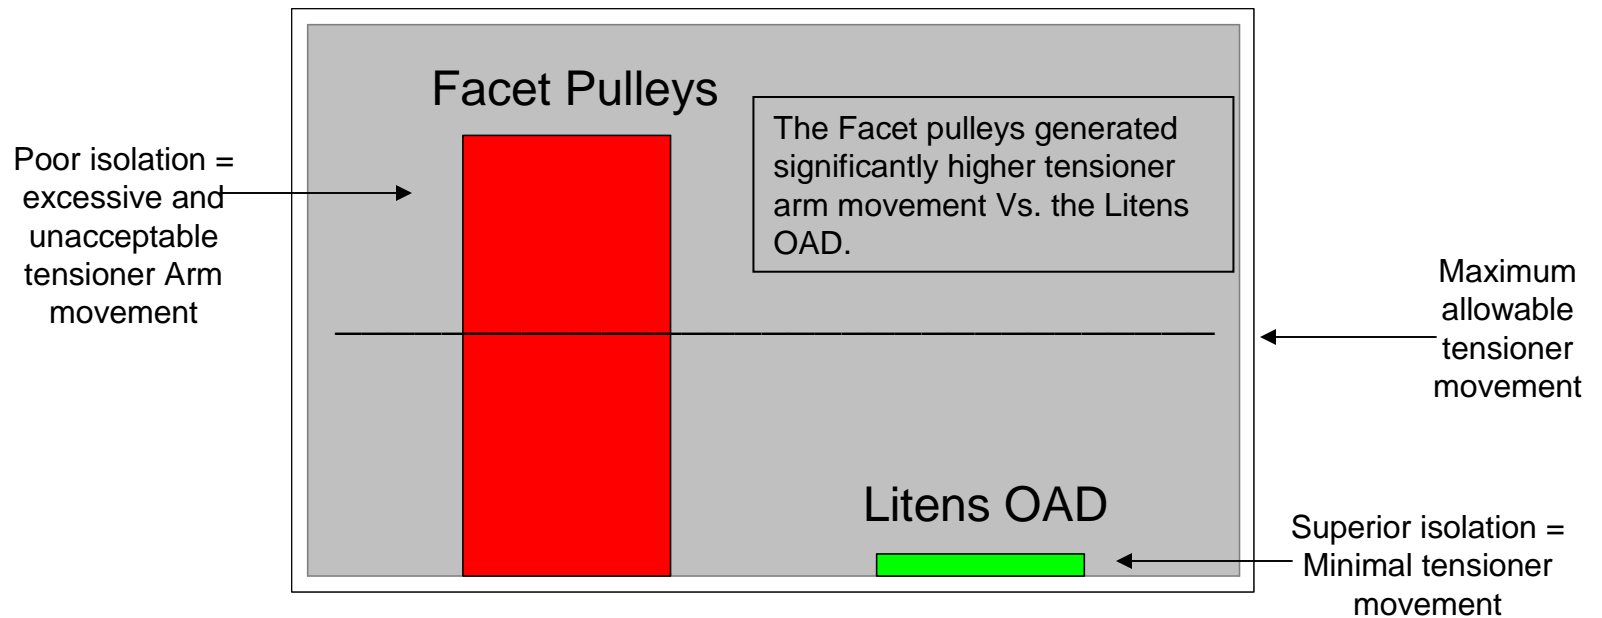 Facet Pulleys
The Facet pulleys generated
significantly higher tensioner
arm movement Vs. the Litens
OAD.
Poor isolation =
excessive and
unacceptable
tensioner Arm
movement
Maximum
allowable
tensioner
movement
Litens OAD
Superior isolation =
Minimal tensioner
movement